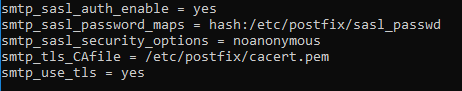 smtp_sasl_auth_enable = yes
smtp_sasl_password_maps = hash:/etc/postfix/sasl_passwd
smtp_sasl_security_options = noanonymous
smtp_tls_CAfile = /etc/postfix/cacert.pem
smtp_use_tls = yes